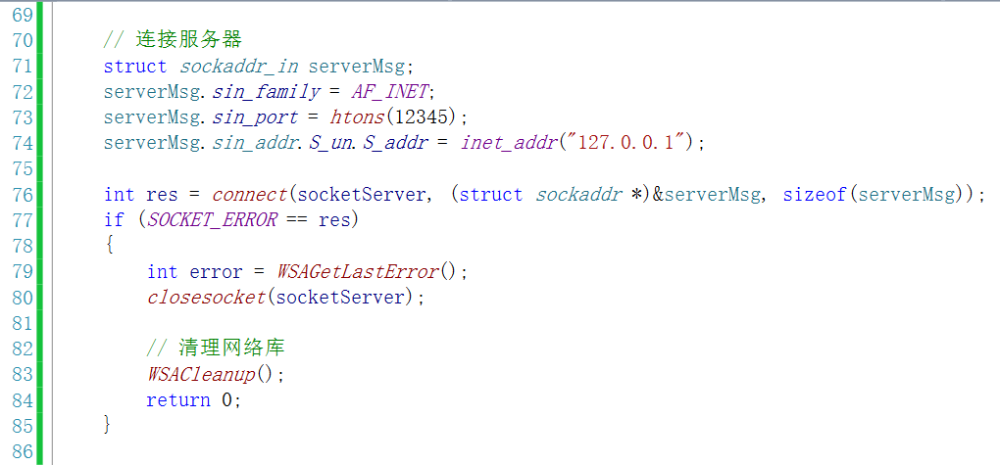 69
70 // 连接服务器
71 struct sockaddr_in serverMsg;
72 serverMsg.sin_family = AF_INET;
73 serverMsg.sin_port = htons(12345);
74 serverMsg.sin_addr.S_un.S_addr = inet_addr("127.0.0.1");
75
76 int res = connect(socketServer, (struct sockaddr *)&serverMsg, sizeof(serverMsg));
77 if (SOCKET_ERROR == res)
78 {
79 int error = WSAGetLastError();
80 closesocket(socketServer);
81
82 // 清理网络库
83 WSACleanup();
84 return 0;
85 }
86